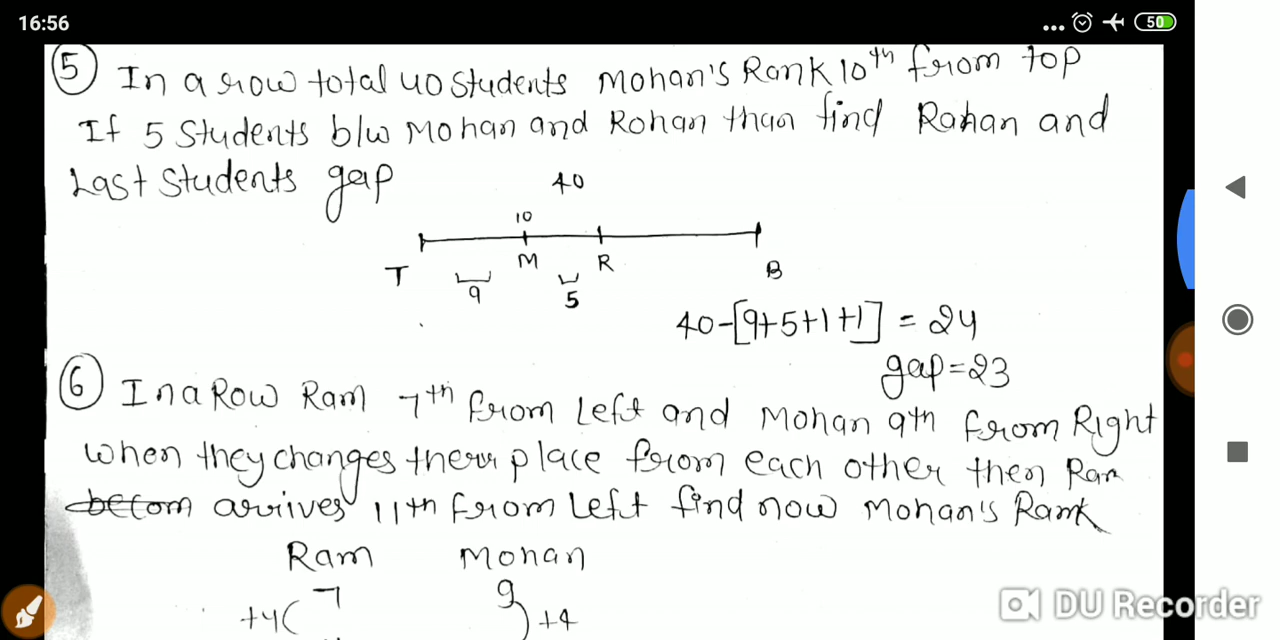 16:56
50
5 In a row total 40 students Mohan's Rank 10th from top
If 5 Students b/w Mohan and Rohan than find Rahan and
Last Students gap
40
10
T M R B
9 5
40-[9+5+1+1] = 24
gap=23
6 In a Row Ram 7th from Left and Mohan 9th from Right
when they changes there place from each other then Ram
becom arrives 11th from Left find now Mohan's Rank
Ram Mohan
7 9
+4( )+4
DU Recorder